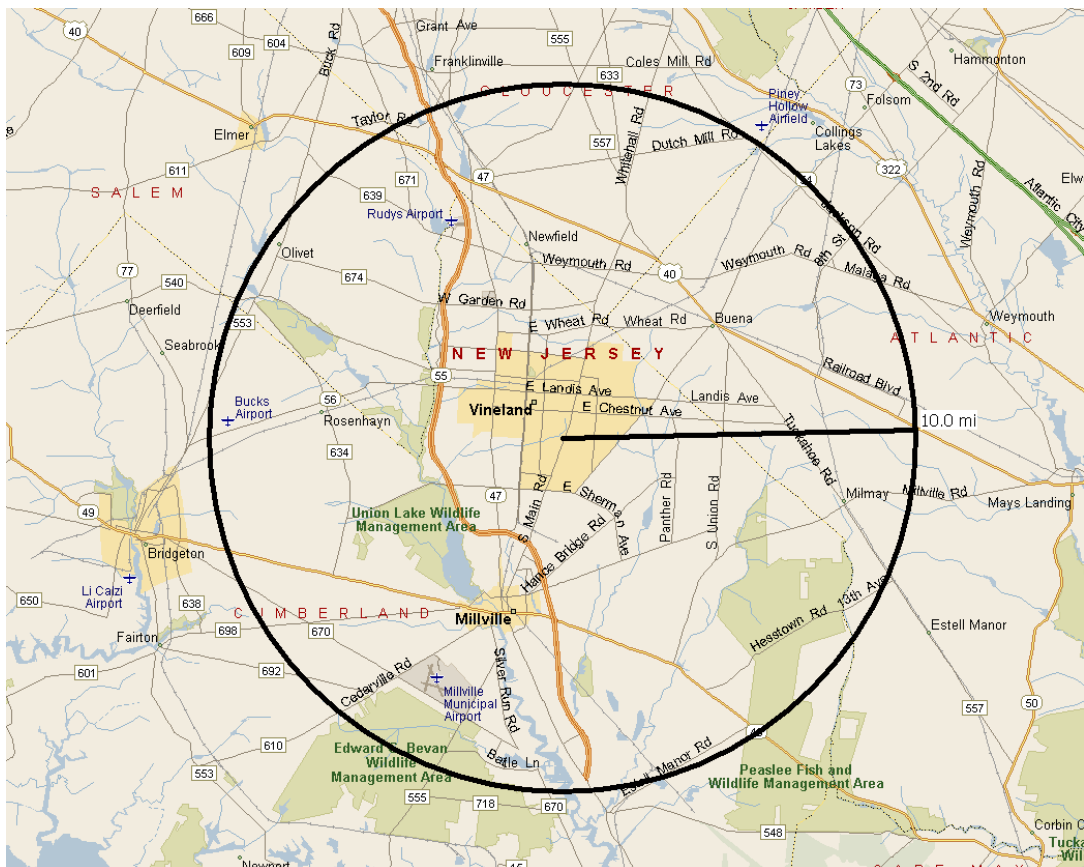 666
Grant Ave
CAMDEN
40
604
Buck Rd
555
Hammonton
609
Franklinville
633
Coles Mill Rd
S 2nd Rd
GLOUCESTER
73
Piney
Hollow
Airfield
Folsom
Taylor Rd
Elmer
557
Whitehall Rd
Dutch Mill Rd
Collings
Lakes
611
322
SALEM
671
47
54
Weymouth Rd
Elw
639
Atlantic City
Rudys Airport
Jackson Rd
8th St
Olivet
Newfield
Weymouth Rd
Weymouth Rd
Malaga Rd
77
540
674
40
Deerfield
W Garden Rd
553
E Wheat Rd
Wheat Rd
Buena
Weymouth
ATLANTIC
Seabrook
NEW JERSEY
Railroad Blvd
55
E Landis Ave
Landis Ave
Bucks
Airport
56
Vineland
E Chestnut Ave
Rosenhayn
10.0 mi
Tuckahoe Rd
634
47
E Sherman Ave
Panther Rd
S Union Rd
Milmay
Millville Rd
Mays Landing
49
Union Lake Wildlife
Management Area
S Main Rd
Hance Bridge Rd
Bridgeton
Li Calzi
Airport
650
638
CUMBERLAND
Millville
13th Ave
Hesstown Rd
Fairton
698
670
Estell Manor
601
692
Cedarville Rd
Silver Run Rd
Millville
Municipal
Airport
557
50
610
49
Edward G. Bevan
Wildlife
Management Area
Batle Ln
Estell Manor Rd
Peaslee Fish and
Wildlife Management Area
553
555
718
670
548
Corbin C
Tucka
Wil
Newport
15
CAPE MAY